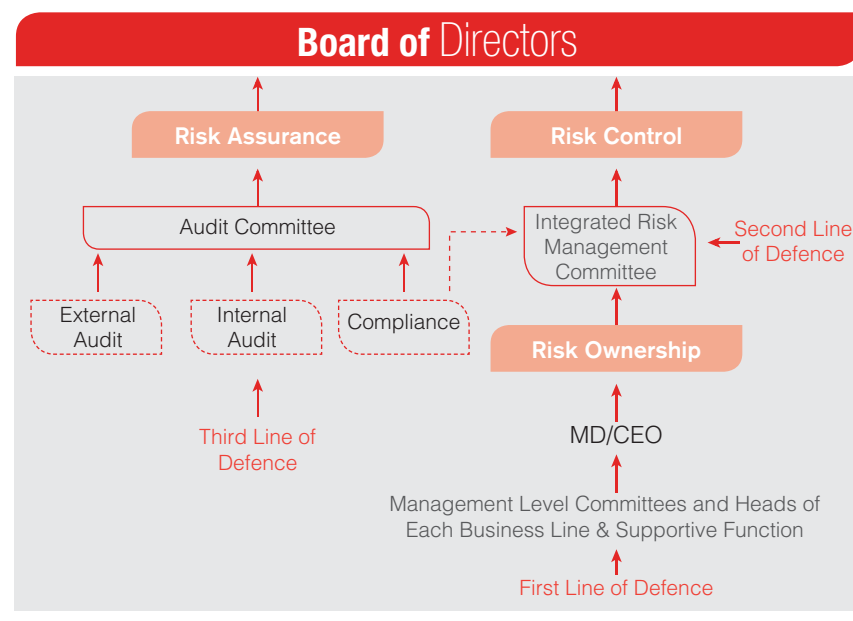 Board of Directors
Risk Assurance
Risk Control
Audit Committee
Integrated Risk
Management
Committee
Second Line
of Defence
External
Audit
Internal
Audit
Compliance
Risk Ownership
Third Line of
Defence
MD/CEO
Management Level Committees and Heads of
Each Business Line & Supportive Function
First Line of Defence